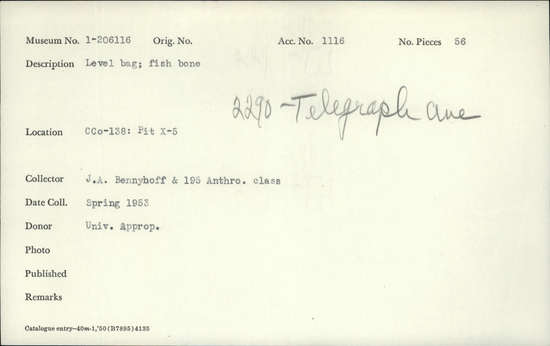 Museum No. 1-206116 Orig. No. Acc. No. 1116 No. Pieces 56
Description Level bag; fish bone
2290 - Telegraph Ave
Location CCo-138: Pit X-5
Collector J.A. Bennyhoff & 195 Anthro. class
Date Coll. Spring 1953
Donor Univ. Approp.
Photo
Published
Remarks
Catalogue entry—40m-1,'50(B7895)4135